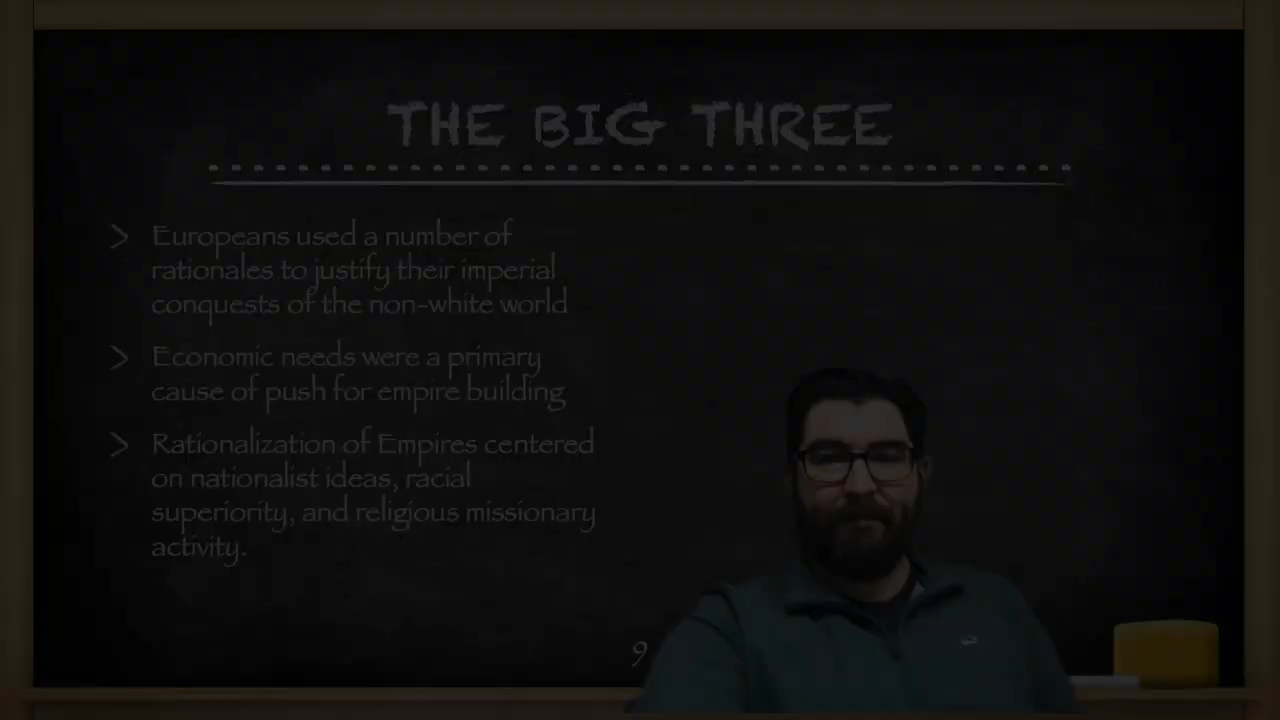 THE BIG THREE
Europeans used a number of
rationales to justify their imperial
conquests of the non-white world
Economic needs were a primary
cause of push for empire building
Rationalization of Empires centered
on nationalist ideas, racial
superiority, and religious missionary
activity.
9